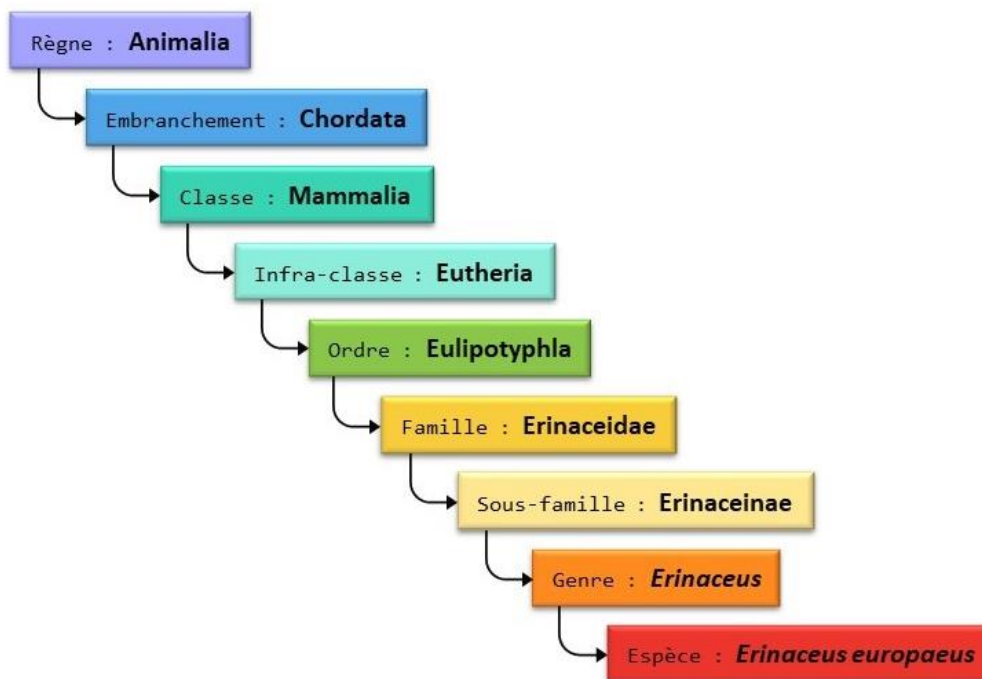 Règne : Animalia
Embranchement : Chordata
Classe : Mammalia
Infra-classe : Eutheria
Ordre : Eulipotyphla
Famille : Erinaceidae
Sous-famille : Erinaceinae
Genre : Erinaceus
Espèce : Erinaceus europaeus